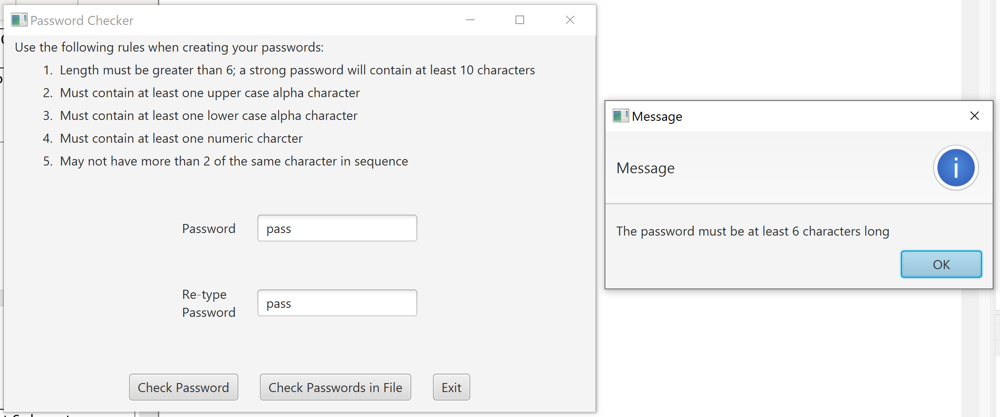 Password Checker
Use the following rules when creating your passwords:
1. Length must be greater than 6; a strong password will contain at least 10 characters
2. Must contain at least one upper case alpha character
3. Must contain at least one lower case alpha character
4. Must contain at least one numeric charcter
5. May not have more than 2 of the same character in sequence
Password
pass
Re-type
Password
pass
Check Password
Check Passwords in File
Exit
Message
Message
The password must be at least 6 characters long
OK